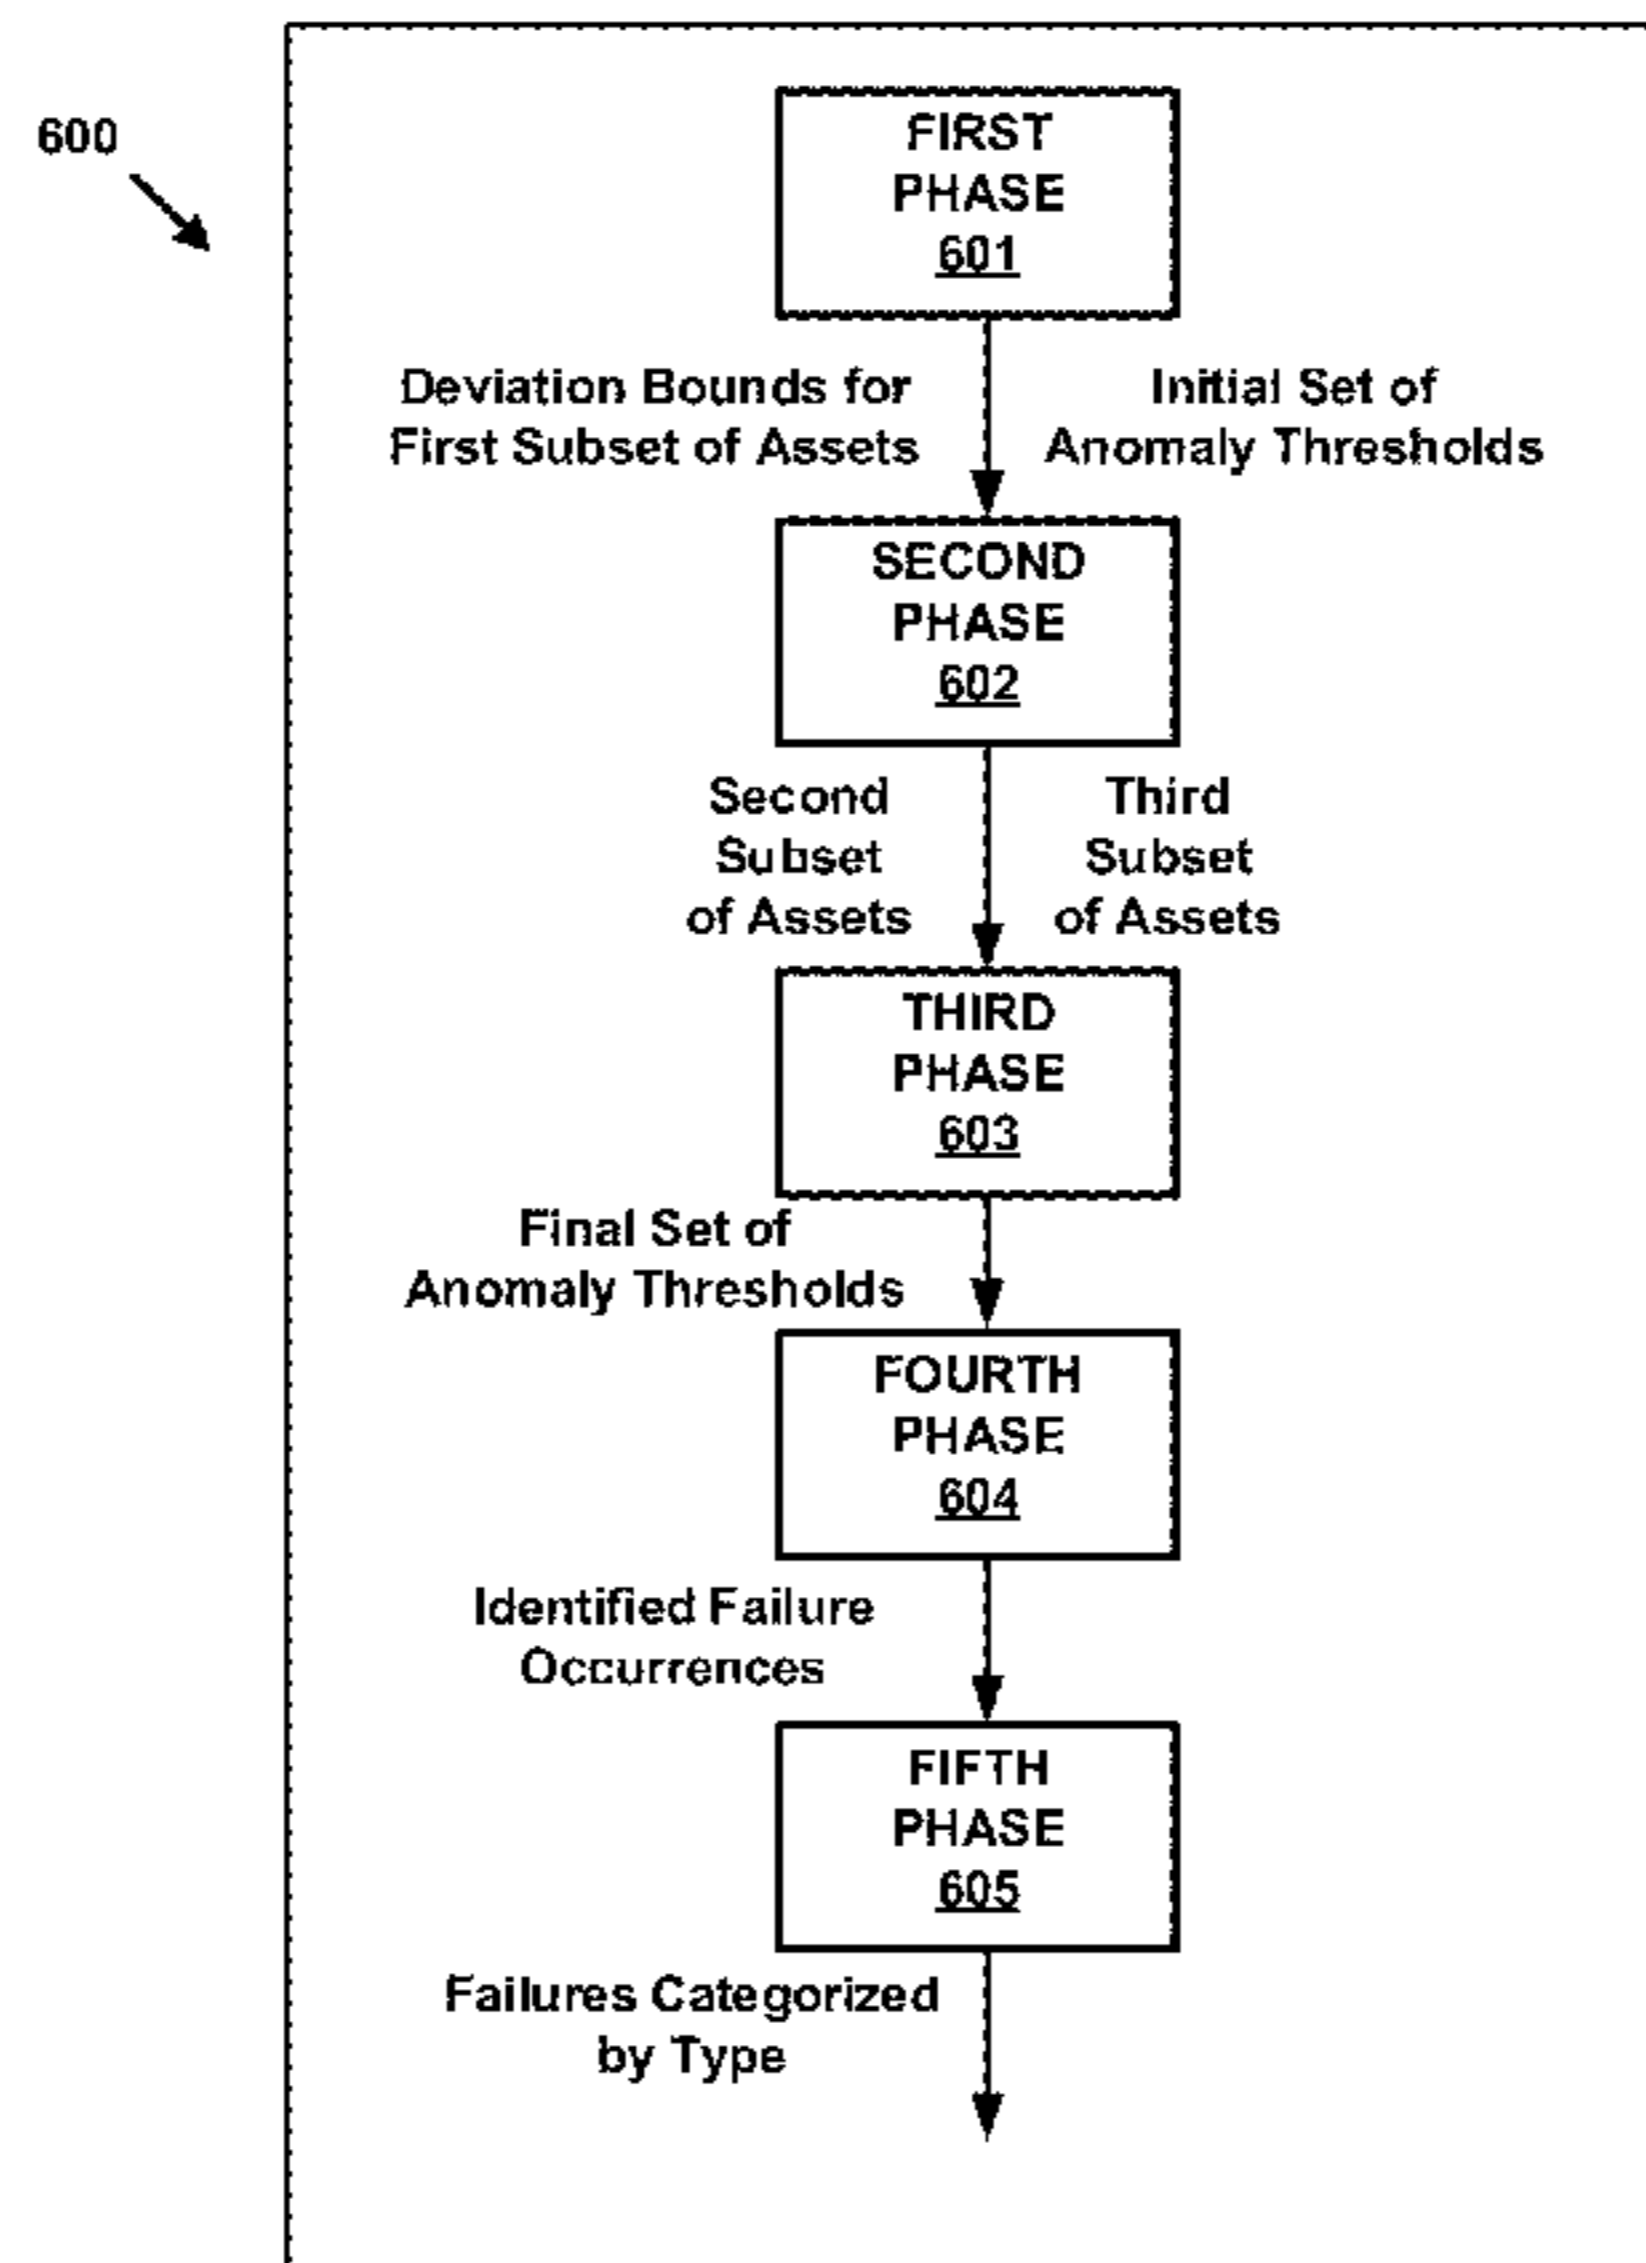 600
FIRST
PHASE
601
Deviation Bounds for
First Subset of Assets
Initial Set of
Anomaly Thresholds
SECOND
PHASE
602
Second
Subset
of Assets
Third
Subset
of Assets
THIRD
PHASE
603
Final Set of
Anomaly Thresholds
FOURTH
PHASE
604
Identified Failure
Occurrences
FIFTH
PHASE
605
Failures Categorized
by Type